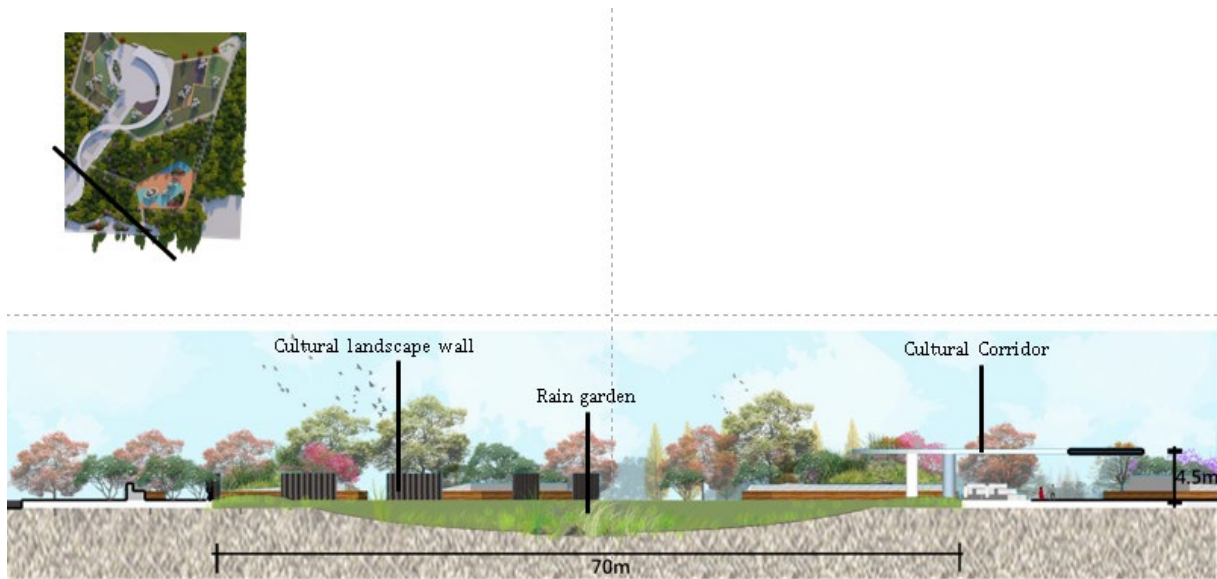 Cultural landscape wall
Cultural Corridor
Rain garden
4.5m
70m